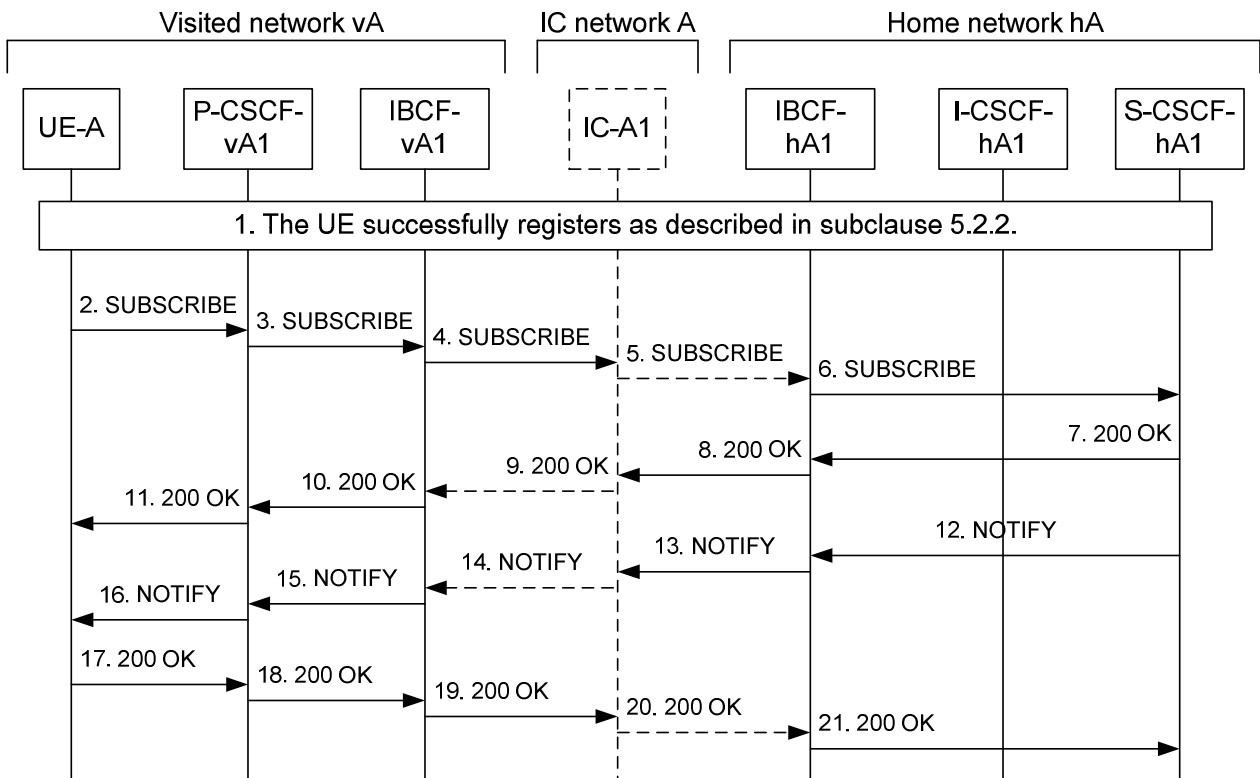 Visited network vA
IC network A
Home network hA
UE-A
P-CSCF-
vA1
IBCF-
vA1
IC-A1
IBCF-
hA1
I-CSCF-
hA1
S-CSCF-
hA1
1. The UE successfully registers as described in subclause 5.2.2.
2. SUBSCRIBE
3. SUBSCRIBE
4. SUBSCRIBE
5. SUBSCRIBE
6. SUBSCRIBE
7. 200 OK
8. 200 OK
9. 200 OK
10. 200 OK
11. 200 OK
12. NOTIFY
13. NOTIFY
14. NOTIFY
15. NOTIFY
16. NOTIFY
17. 200 OK
18. 200 OK
19. 200 OK
20. 200 OK
21. 200 OK